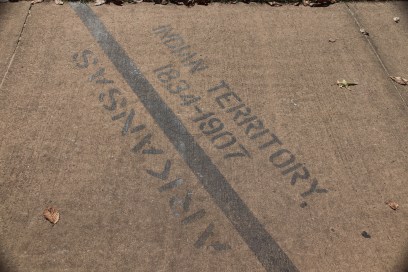 INDIAN TERRITORY,
1834-1907
ARKANSAS